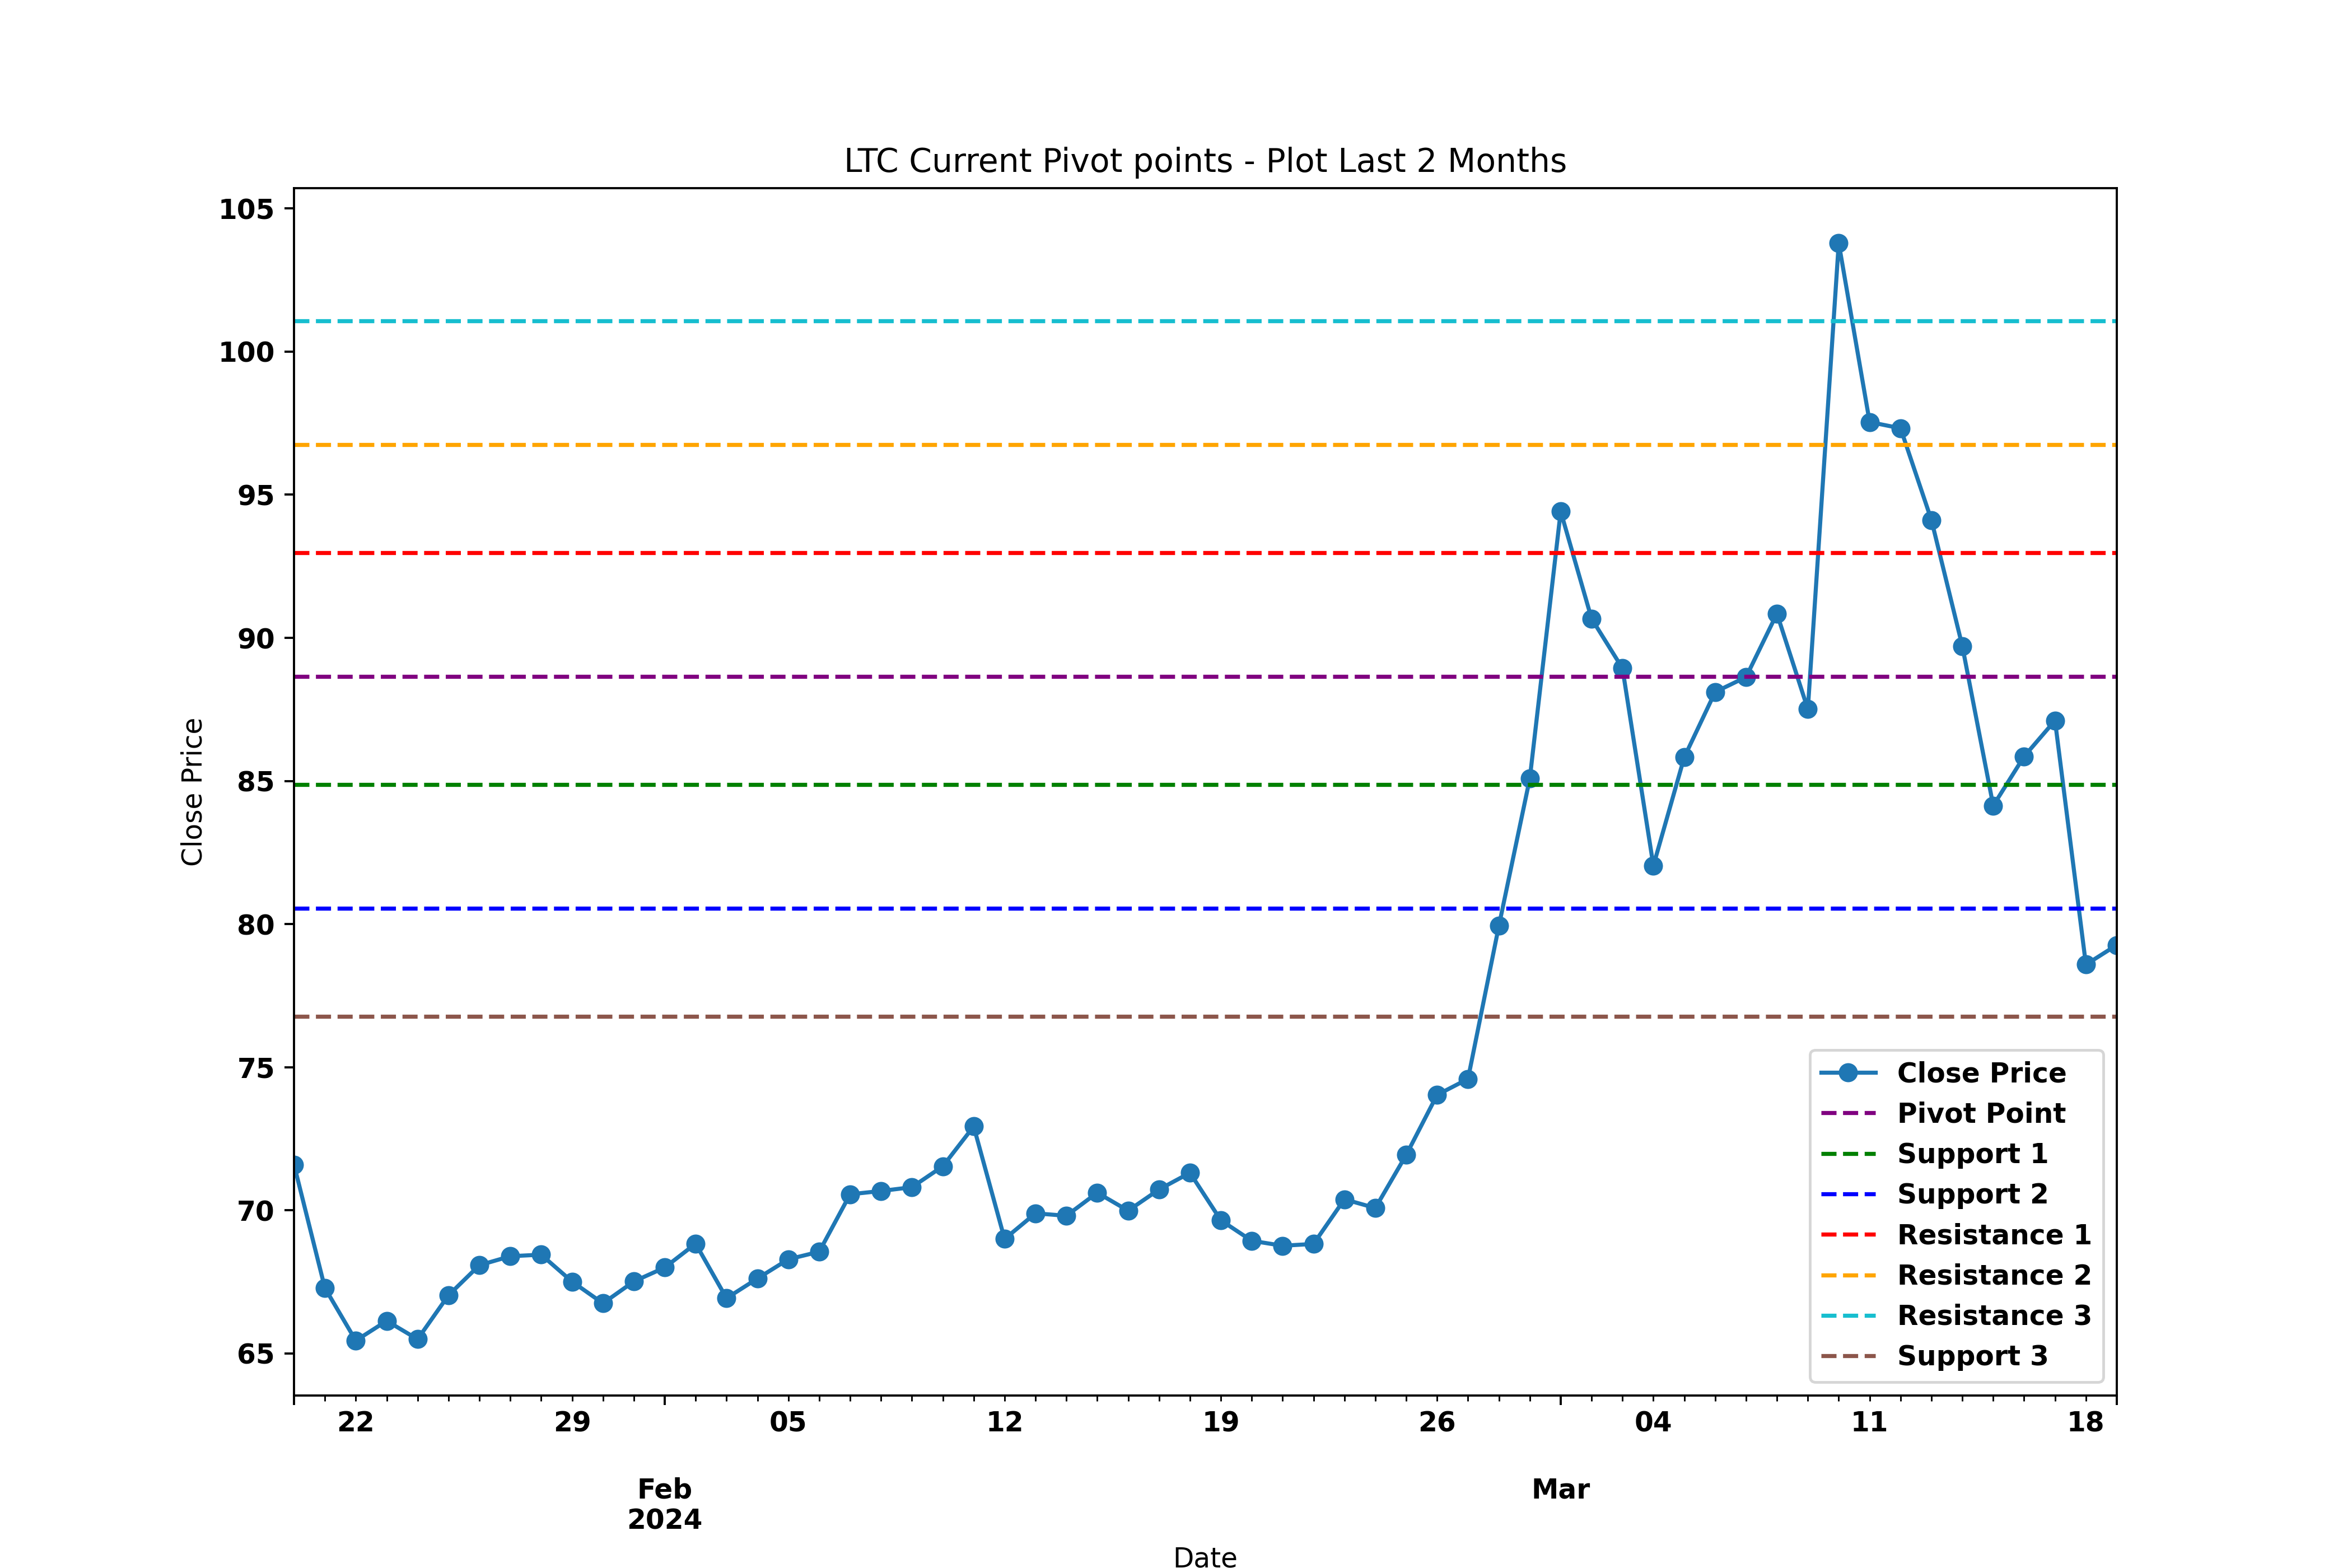 LTC Current Pivot points - Plot Last 2 Months
105
100
95
90
85
80
75
70
65
Close Price
Close Price
Pivot Point
Support 1
Support 2
Resistance 1
Resistance 2
Resistance 3
Support 3
22 29 05 12 19 26 04 11 18
Feb Mar
2024
Date